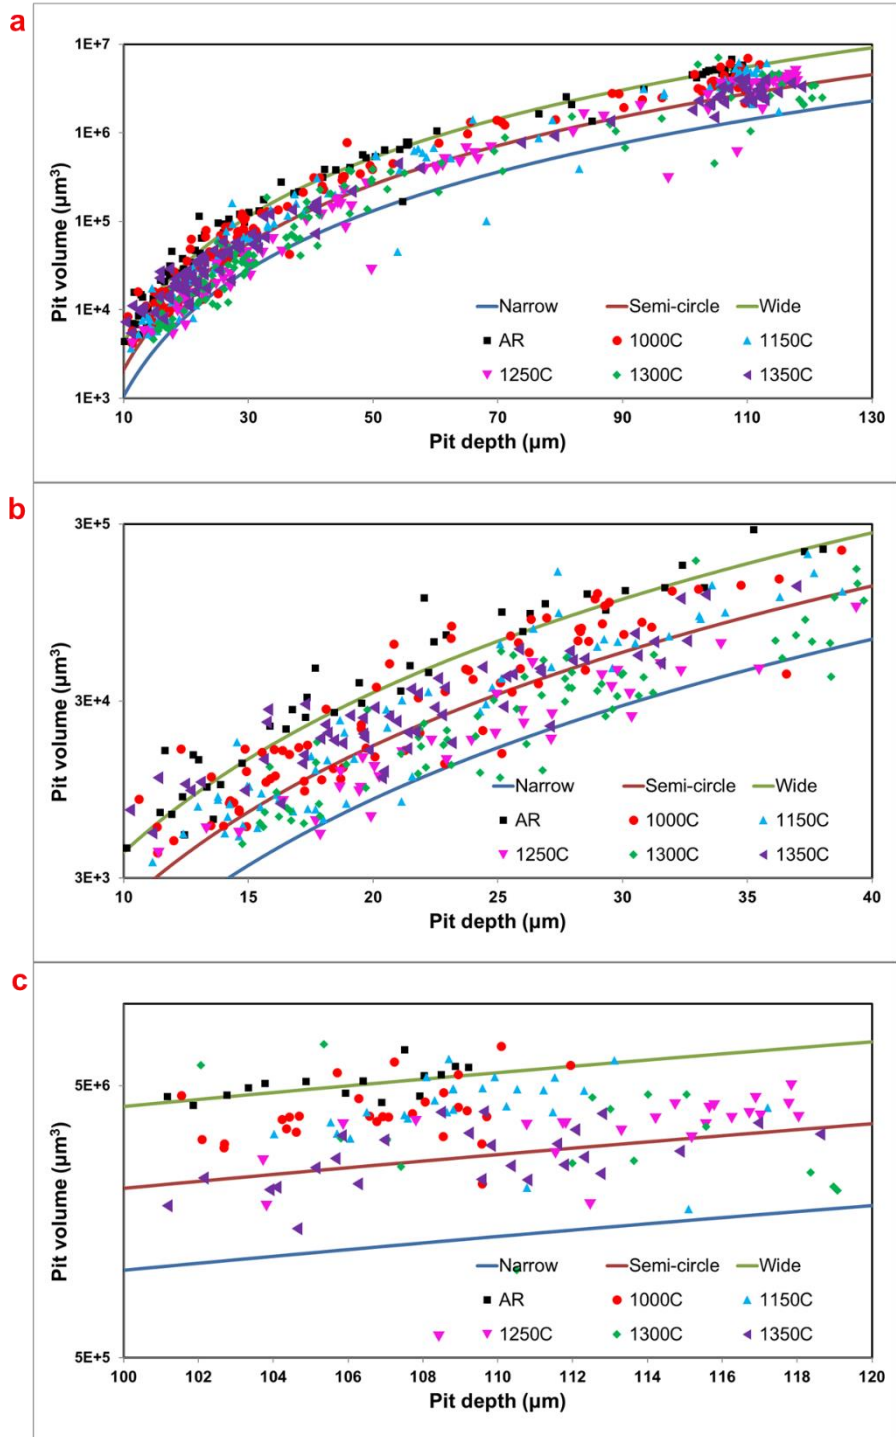 a
1E+7
1E+6
1E+5
1E+4
1E+3
Pit volume (µm³)
Narrow Semi-circle Wide
AR 1000C 1150C
1250C 1300C 1350C
10 30 50 70 90 110 130
Pit depth (µm)
b
3E+5
3E+4
3E+3
Pit volume (µm³)
Narrow Semi-circle Wide
AR 1000C 1150C
1250C 1300C 1350C
10 15 20 25 30 35 40
Pit depth (µm)
c
5E+6
5E+5
Pit volume (µm³)
Narrow Semi-circle Wide
AR 1000C 1150C
1250C 1300C 1350C
100 102 104 106 108 110 112 114 116 118 120
Pit depth (µm)